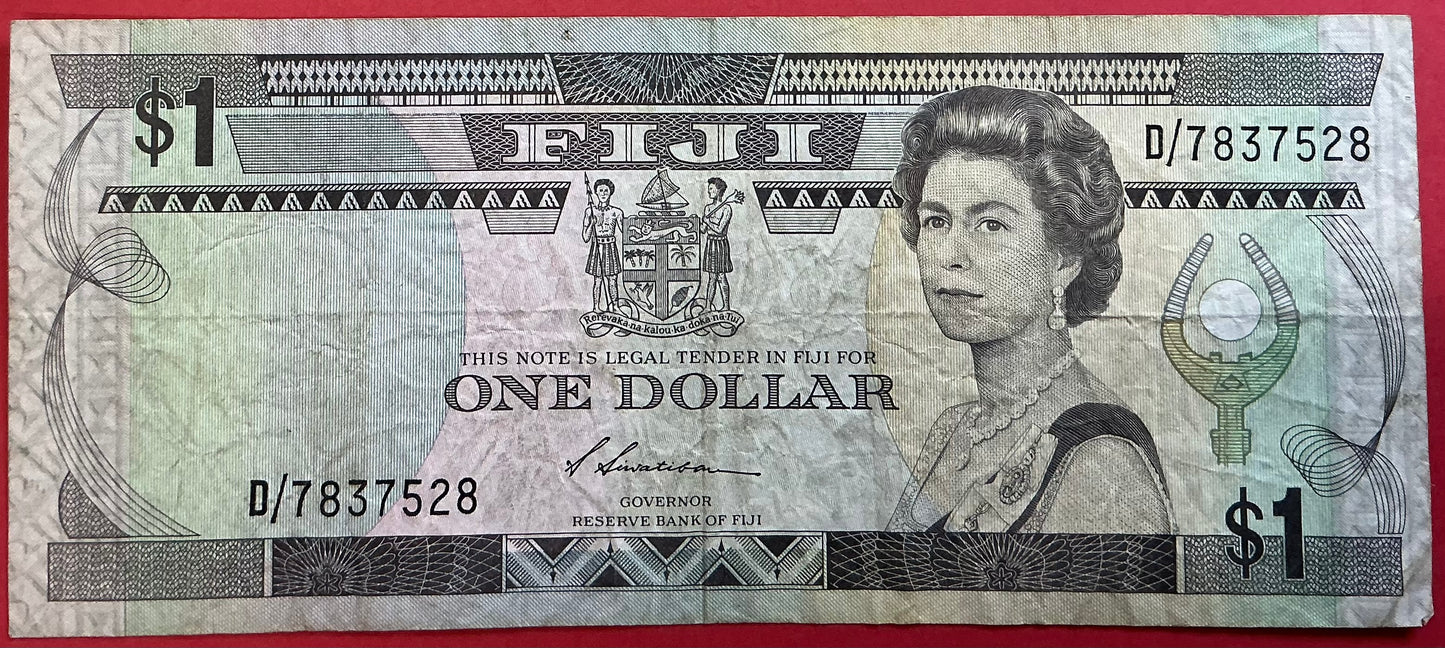 $1
FIJI
D/7837528
Rerevaka·na·kalou·ka·doka·na·Tui
THIS NOTE IS LEGAL TENDER IN FIJI FOR
ONE DOLLAR
S Siwatibau
D/7837528
GOVERNOR
RESERVE BANK OF FIJI
$1